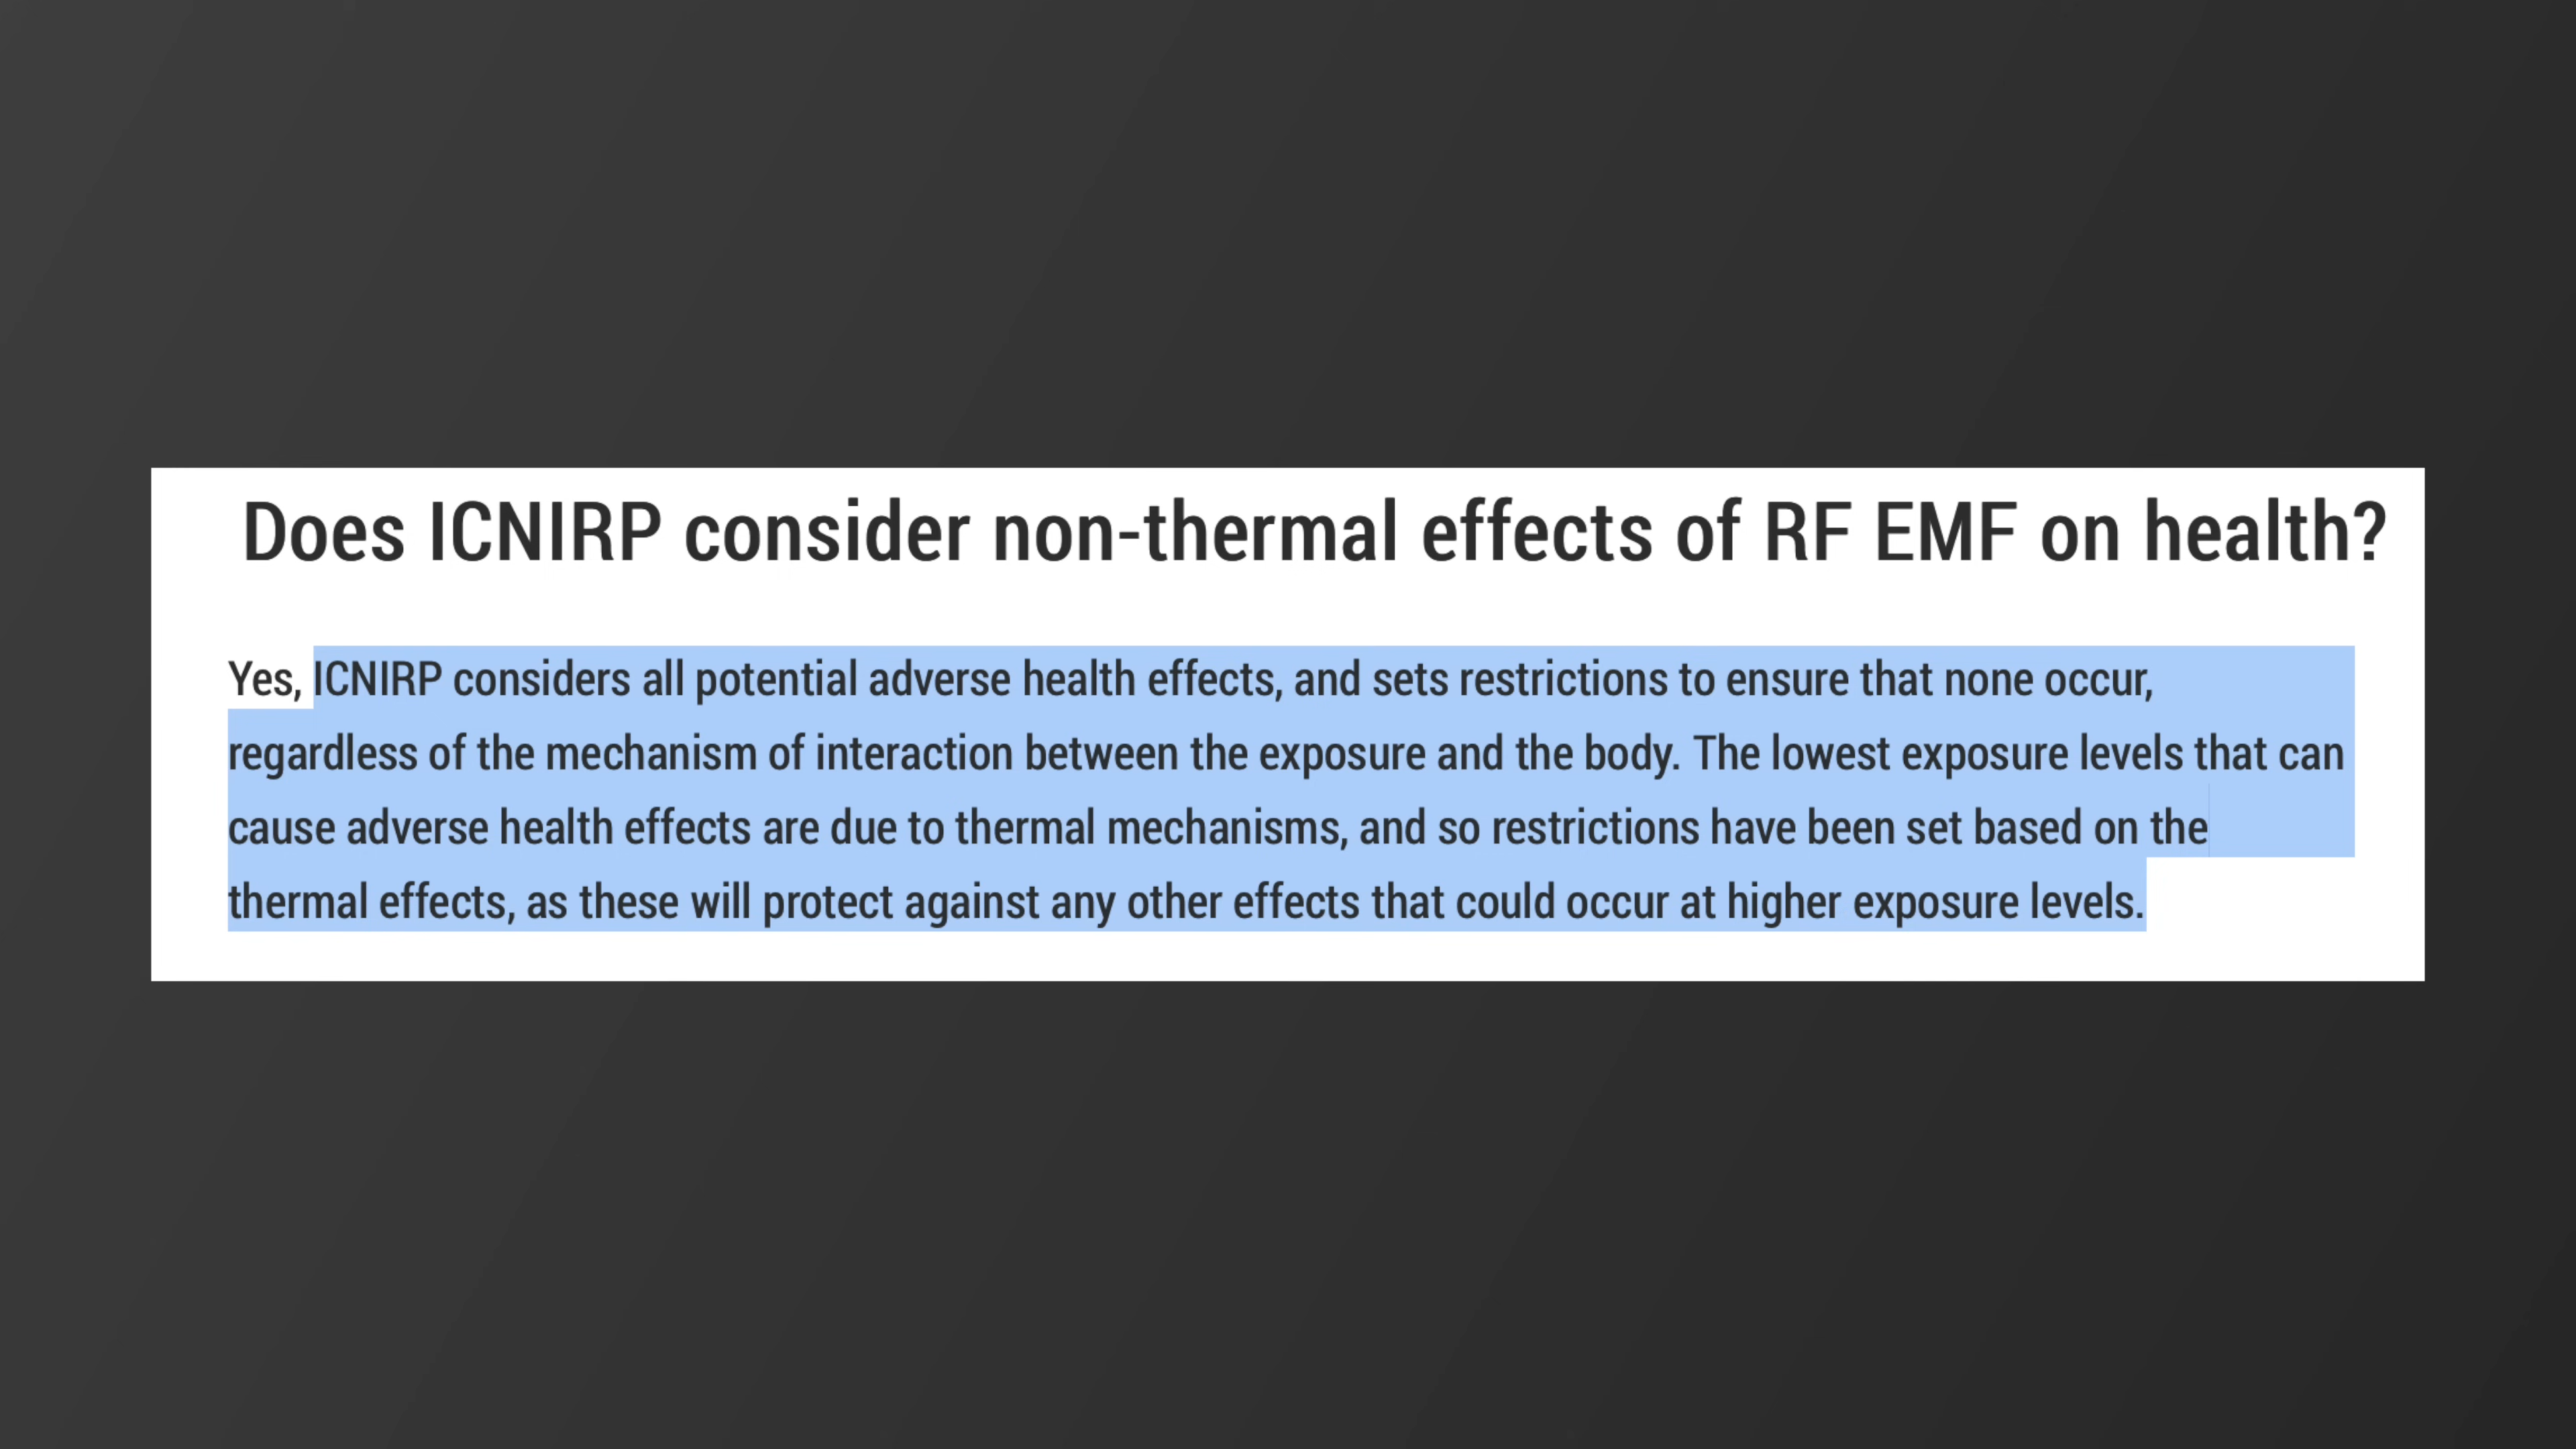 Does ICNIRP consider non-thermal effects of RF EMF on health?
Yes, ICNIRP considers all potential adverse health effects, and sets restrictions to ensure that none occur,
regardless of the mechanism of interaction between the exposure and the body. The lowest exposure levels that can
cause adverse health effects are due to thermal mechanisms, and so restrictions have been set based on the
thermal effects, as these will protect against any other effects that could occur at higher exposure levels.